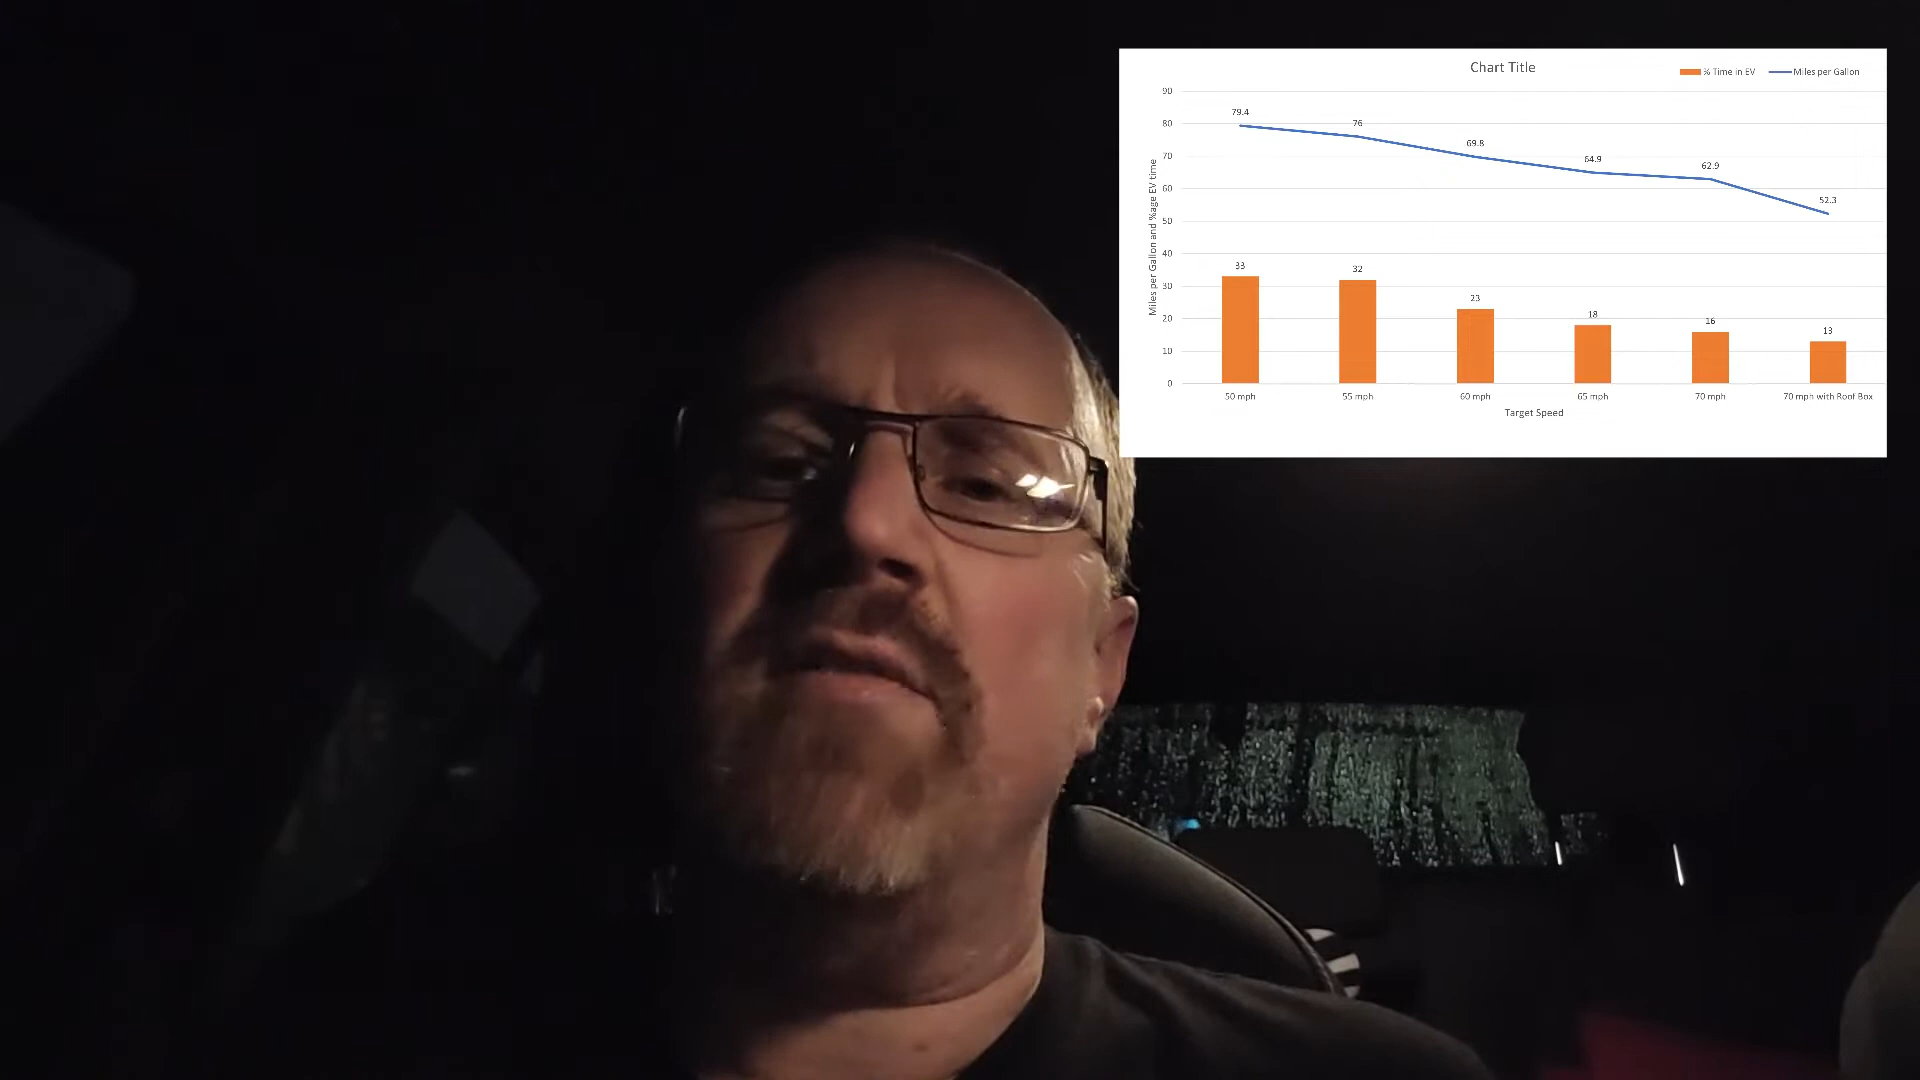 Chart Title
% Time in EV
Miles per Gallon
Miles per Gallon and %age EV time
90
80
70
60
50
40
30
20
10
0
79.4
76
69.8
64.9
62.9
52.3
33
32
23
18
16
13
50 mph
55 mph
60 mph
65 mph
70 mph
70 mph with Roof Box
Target Speed